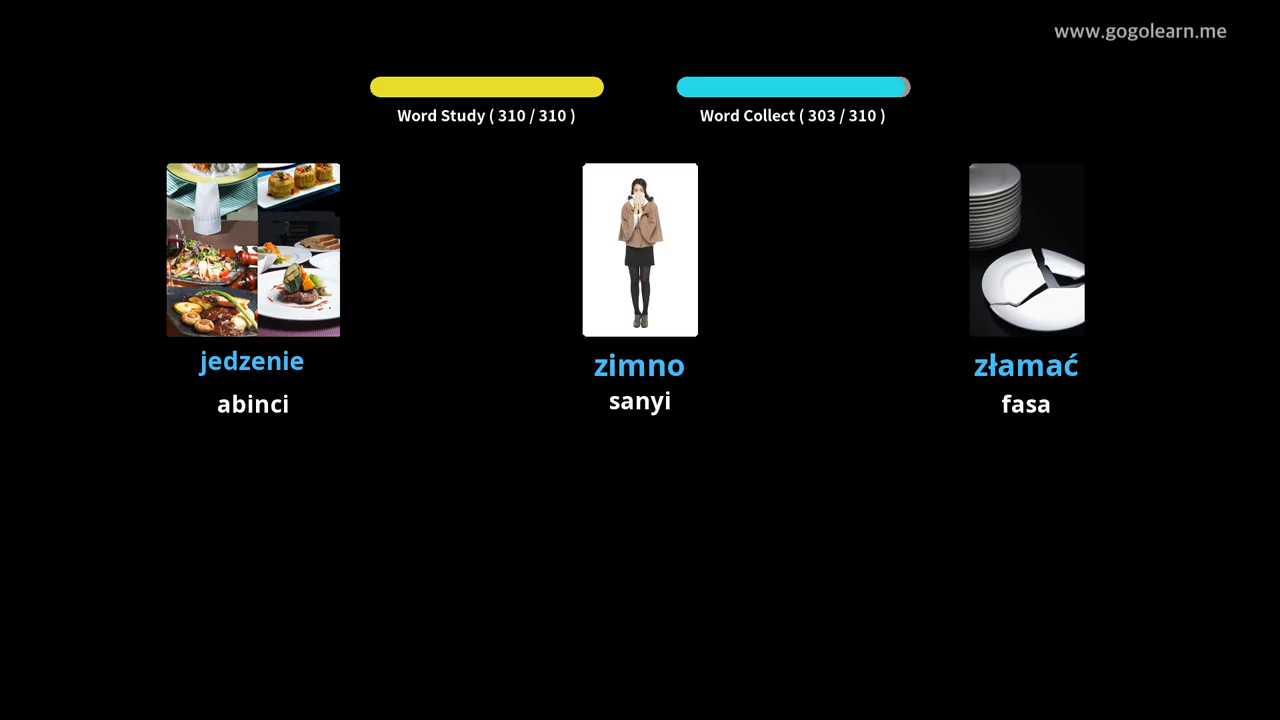 www.gogolearn.me
Word Study ( 310 / 310 )
Word Collect ( 303 / 310 )
jedzenie
zimno
złamać
abinci
sanyi
fasa